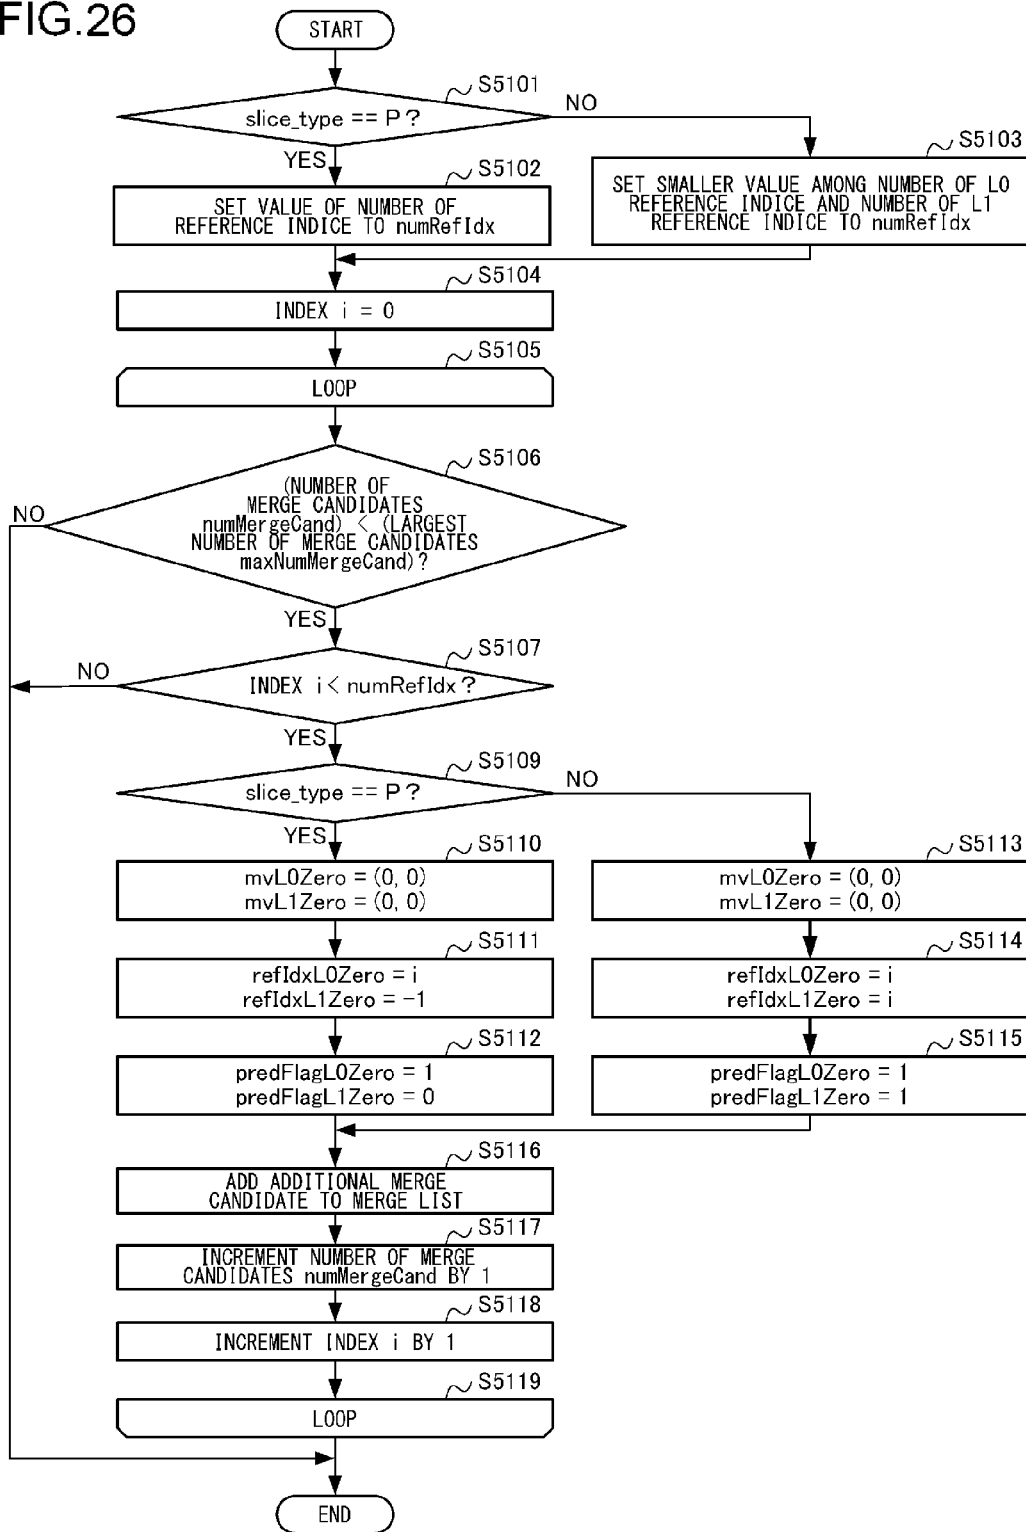 FIG.26
START
S5101
slice_type == P?
NO
YES
S5102
SET VALUE OF NUMBER OF
REFERENCE INDICE TO numRefIdx
S5103
SET SMALLER VALUE AMONG NUMBER OF L0
REFERENCE INDICE AND NUMBER OF L1
REFERENCE INDICE TO numRefIdx
S5104
INDEX i = 0
S5105
LOOP
S5106
(NUMBER OF
MERGE CANDIDATES
numMergeCand) < (LARGEST
NUMBER OF MERGE CANDIDATES
maxNumMergeCand)?
NO
YES
S5107
INDEX i< numRefIdx?
NO
YES
S5109
slice_type == P?
NO
YES
S5110
mvL0Zero = (0, 0)
mvL1Zero = (0, 0)
S5113
mvL0Zero = (0, 0)
mvL1Zero = (0, 0)
S5111
refIdxL0Zero = i
refIdxL1Zero = -1
S5114
refIdxL0Zero = i
refIdxL1Zero = i
S5112
predFlagL0Zero = 1
predFlagL1Zero = 0
S5115
predFlagL0Zero = 1
predFlagL1Zero = 1
S5116
ADD ADDITIONAL MERGE
CANDIDATE TO MERGE LIST
S5117
INCREMENT NUMBER OF MERGE
CANDIDATES numMergeCand BY 1
S5118
INCREMENT INDEX i BY 1
S5119
LOOP
END